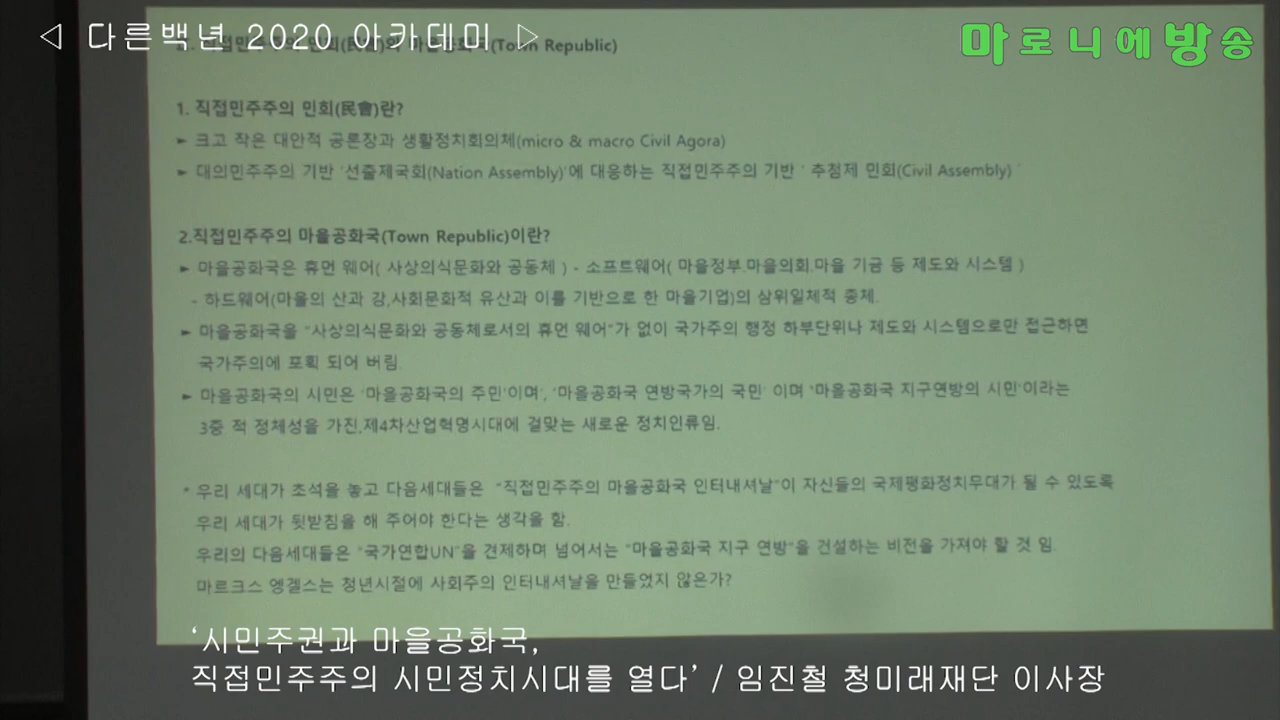 ◁ 다른백년 2020 아카데미 ▷
마로니에방송
직접민주주의 민회(民會)와 마을공화국(Town Republic)
1. 직접민주주의 민회(民會)란?
► 크고 작은 대안적 공론장과 생활정치회의체(micro & macro Civil Agora)
► 대의민주주의 기반 '선출제국회(Nation Assembly)'에 대응하는 직접민주주의 기반 ' 추첨제 민회(Civil Assembly) '
2.직접민주주의 마을공화국(Town Republic)이란?
► 마을공화국은 휴먼 웨어( 사상의식문화와 공동체 ) - 소프트웨어( 마을정부.마을의회.마을 기금 등 제도와 시스템 )
- 하드웨어(마을의 산과 강,사회문화적 유산과 이를 기반으로 한 마을기업)의 삼위일체적 총체.
► 마을공화국을 "사상의식문화와 공동체로서의 휴먼 웨어"가 없이 국가주의 행정 하부단위나 제도와 시스템으로만 접근하면
국가주의에 포획 되어 버림.
► 마을공화국의 시민은 '마을공화국의 주민'이며', '마을공화국 연방국가의 국민' 이며 '마을공화국 지구연방의 시민'이라는
3중 적 정체성을 가진,제4차산업혁명시대에 걸맞는 새로운 정치인류임.
* 우리 세대가 초석을 놓고 다음세대들은 "직접민주주의 마을공화국 인터내셔날"이 자신들의 국제평화정치무대가 될 수 있도록
우리 세대가 뒷받침을 해 주어야 한다는 생각을 함.
우리의 다음세대들은 "국가연합UN"을 견제하며 넘어서는 "마을공화국 지구 연방"을 건설하는 비전을 가져야 할 것 임.
마르크스 엥겔스는 청년시절에 사회주의 인터내셔날을 만들었지 않은가?
‘시민주권과 마을공화국,
직접민주주의 시민정치시대를 열다’ / 임진철 청미래재단 이사장